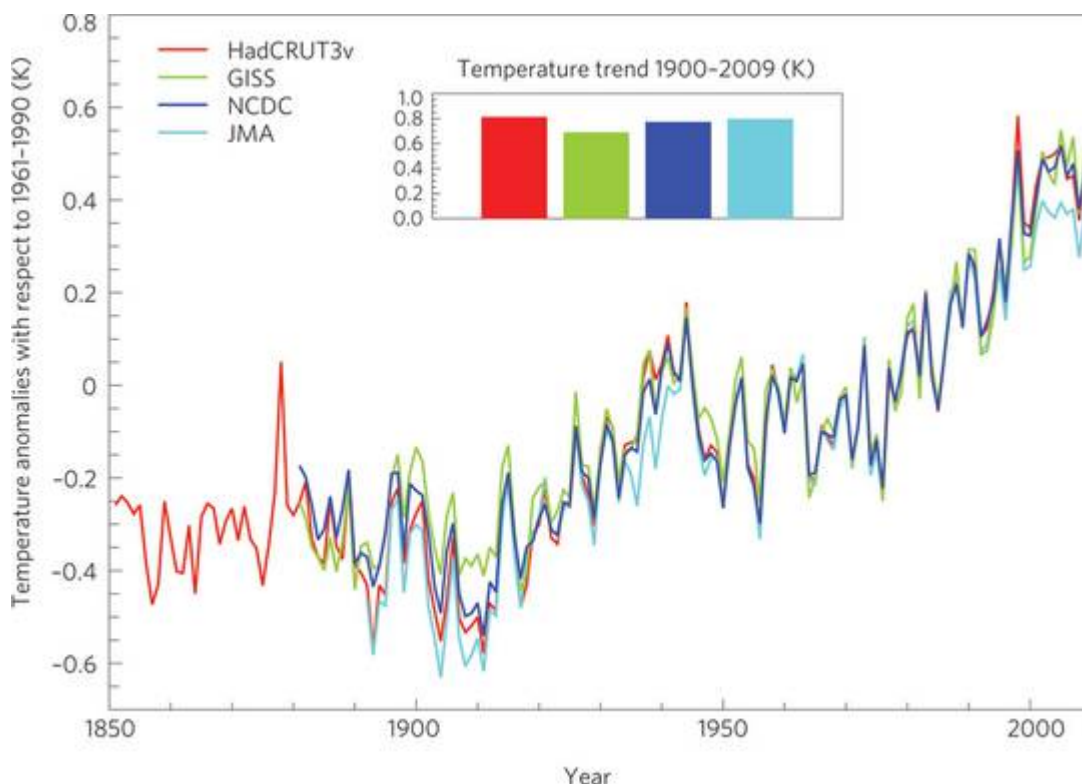 0.8
HadCRUT3v
GISS
NCDC
JMA
Temperature trend 1900–2009 (K)
1.0
0.8
0.6
0.4
0.2
0.0
0.6
0.4
0.2
0
−0.2
−0.4
−0.6
Temperature anomalies with respect to 1961–1990 (K)
1850
1900
1950
2000
Year